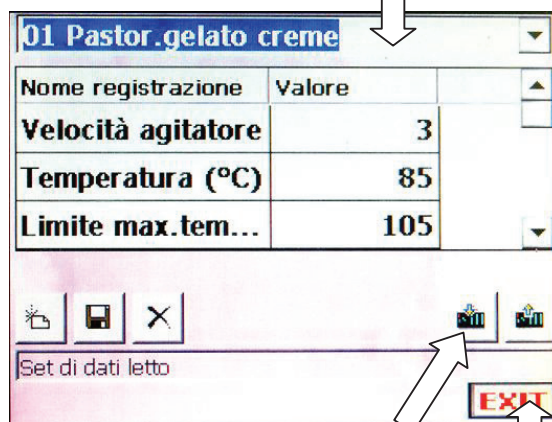 01 Pastor.gelato creme
Nome registrazione Valore
Velocità agitatore 3
Temperatura (°C) 85
Limite max.tem... 105
Set di dati letto
EXIT